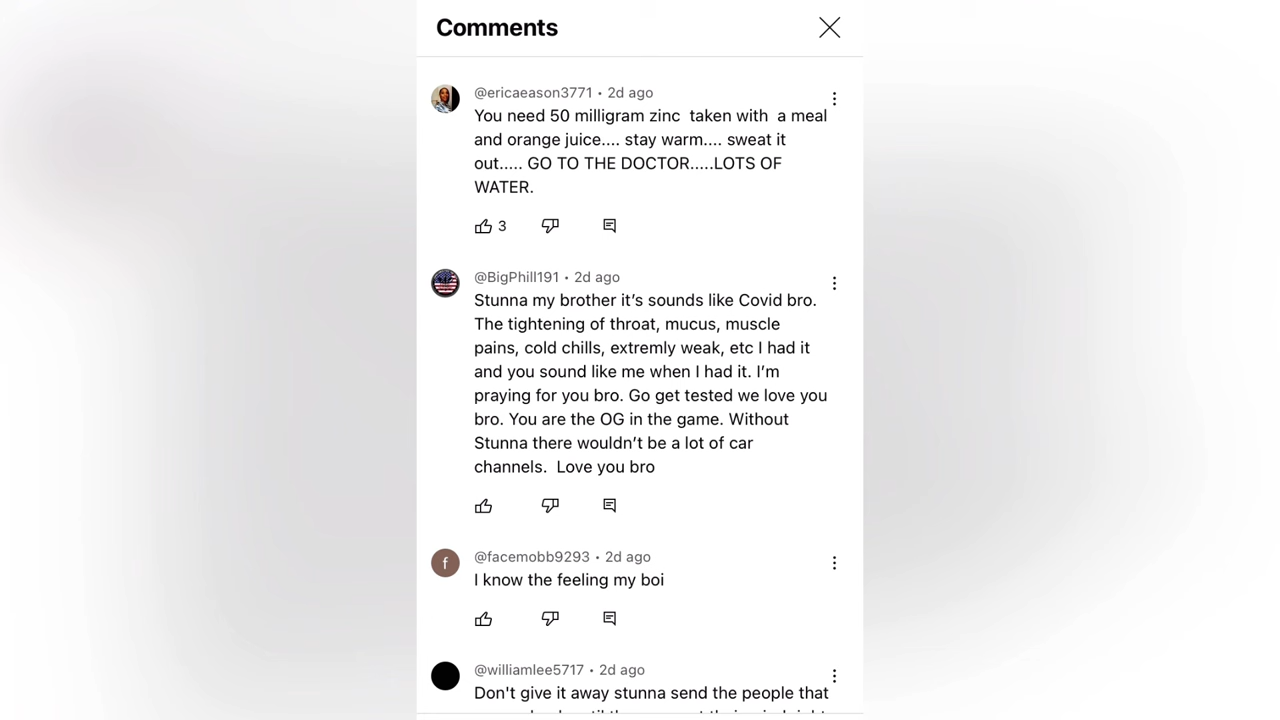 Comments
@ericaeason3771 • 2d ago
You need 50 milligram zinc  taken with  a meal
and orange juice.... stay warm.... sweat it
out..... GO TO THE DOCTOR.....LOTS OF
WATER.
3
@BigPhill191 • 2d ago
Stunna my brother it’s sounds like Covid bro.
The tightening of throat, mucus, muscle
pains, cold chills, extremly weak, etc I had it
and you sound like me when I had it. I’m
praying for you bro. Go get tested we love you
bro. You are the OG in the game. Without
Stunna there wouldn’t be a lot of car
channels.  Love you bro
f
@facemobb9293 • 2d ago
I know the feeling my boi
@williamlee5717 • 2d ago
Don't give it away stunna send the people that